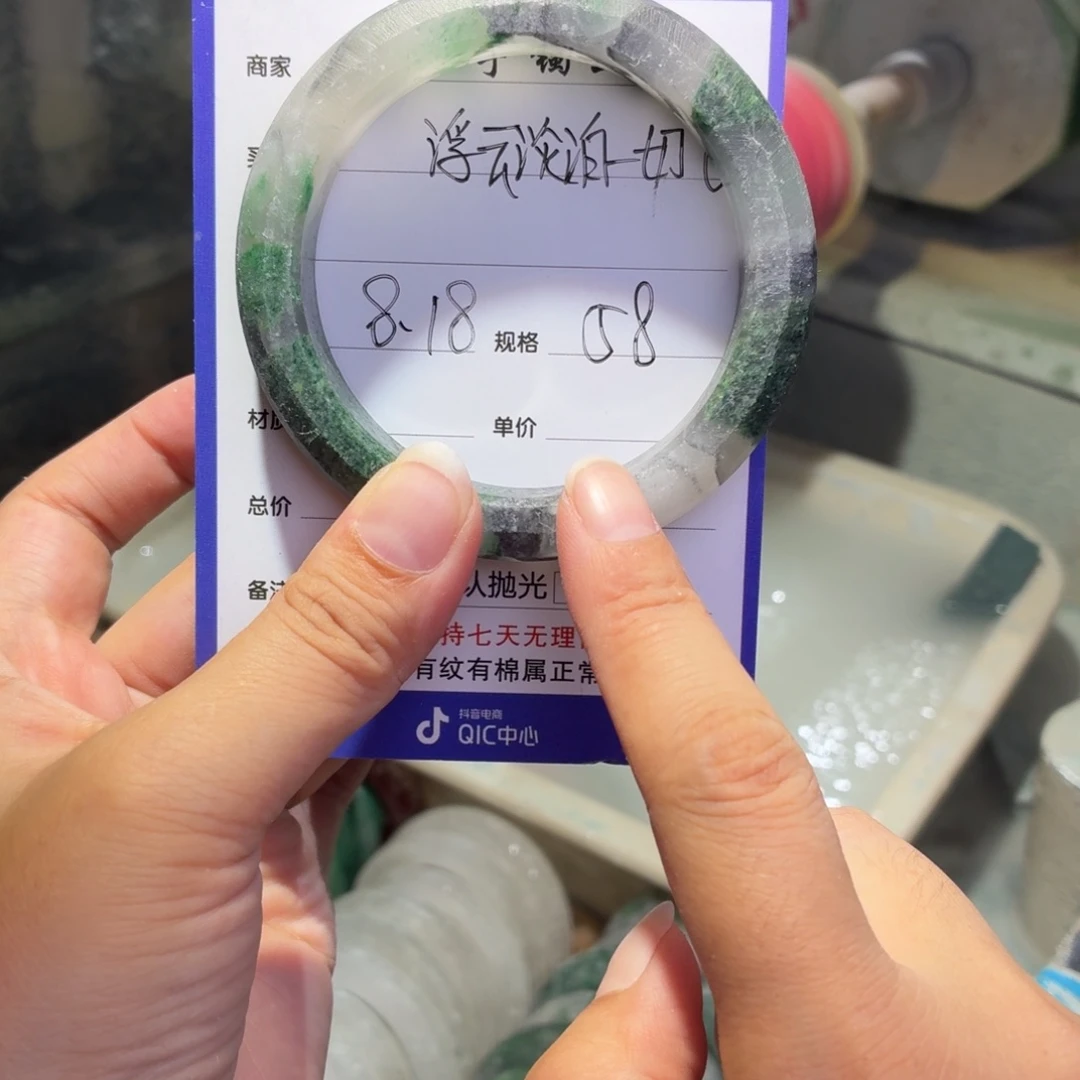 商家
浮云淡泊一切
8.18 规格 58
材质 单价
总价
以抛光
持七天无理
有纹有棉属正常
抖音电商
QIC中心